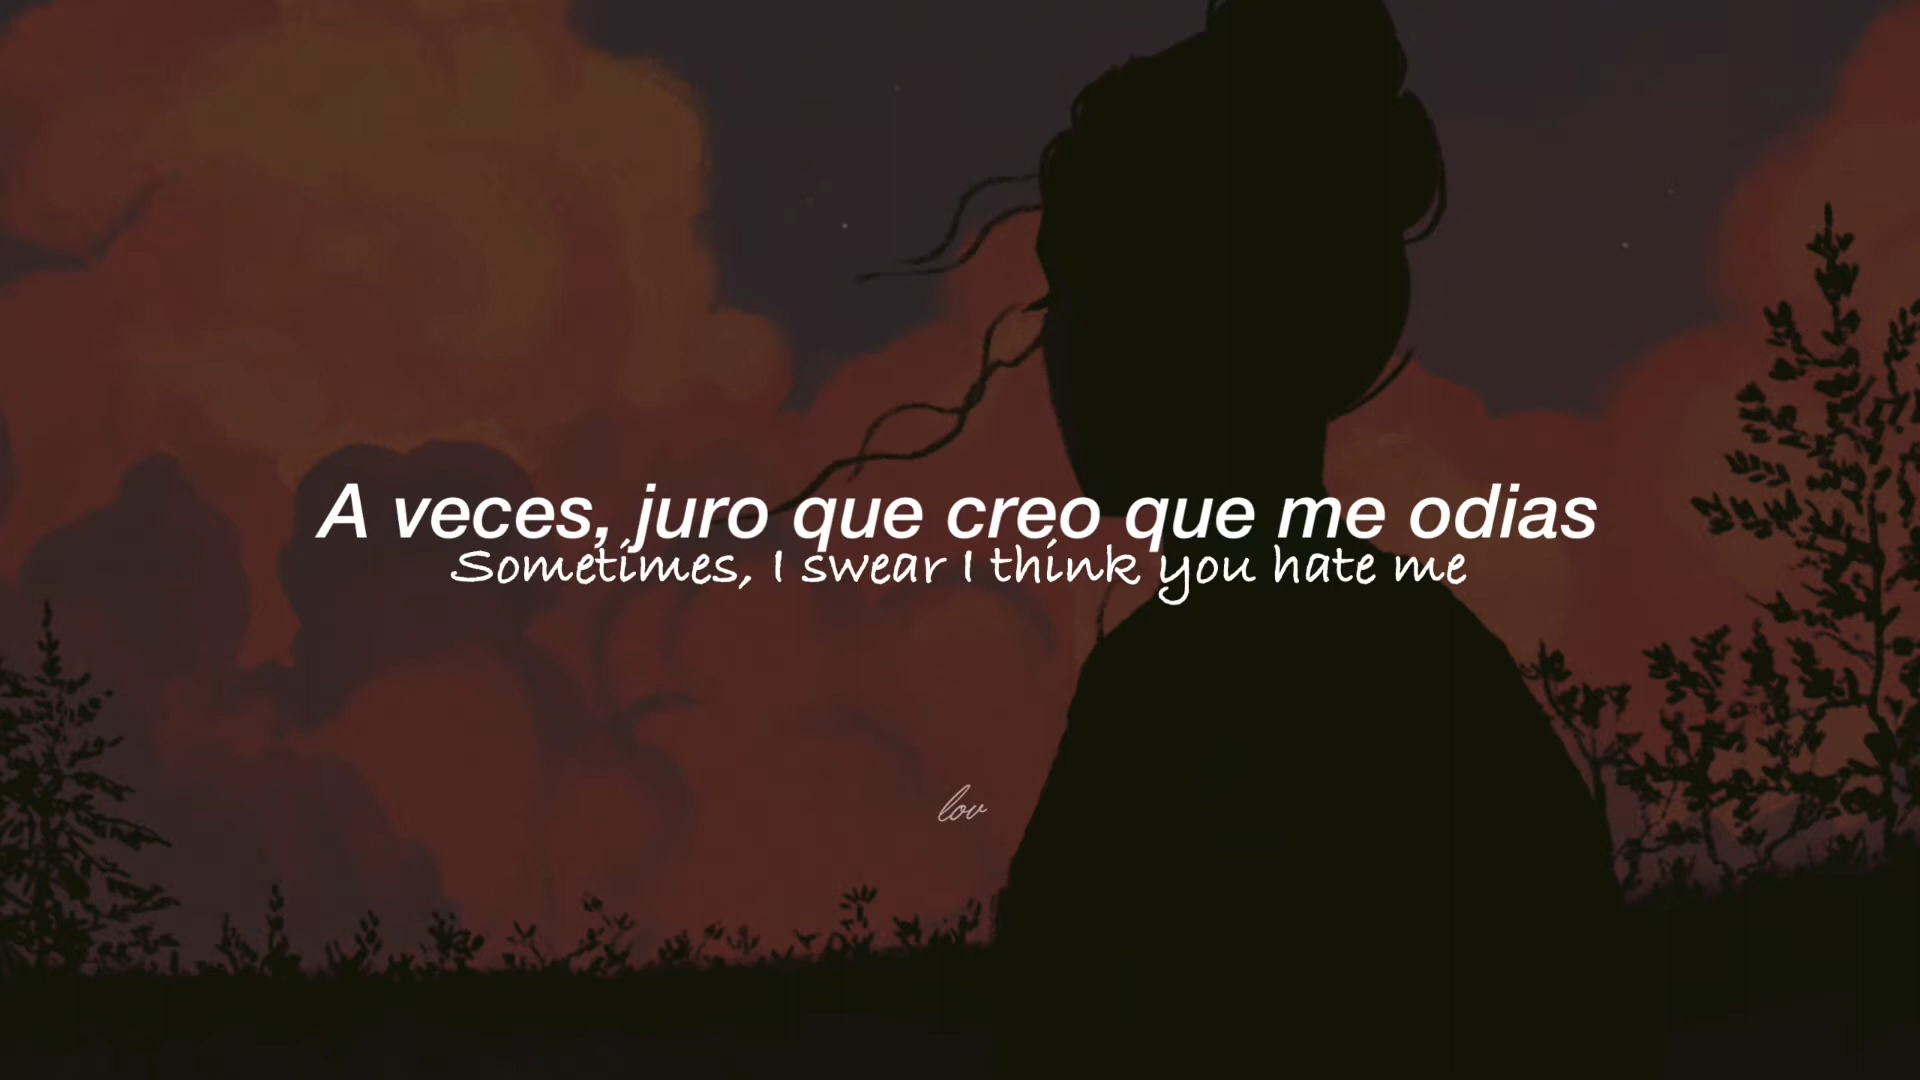 A veces, juro que creo que me odias
Sometimes, I swear I think you hate me
lov